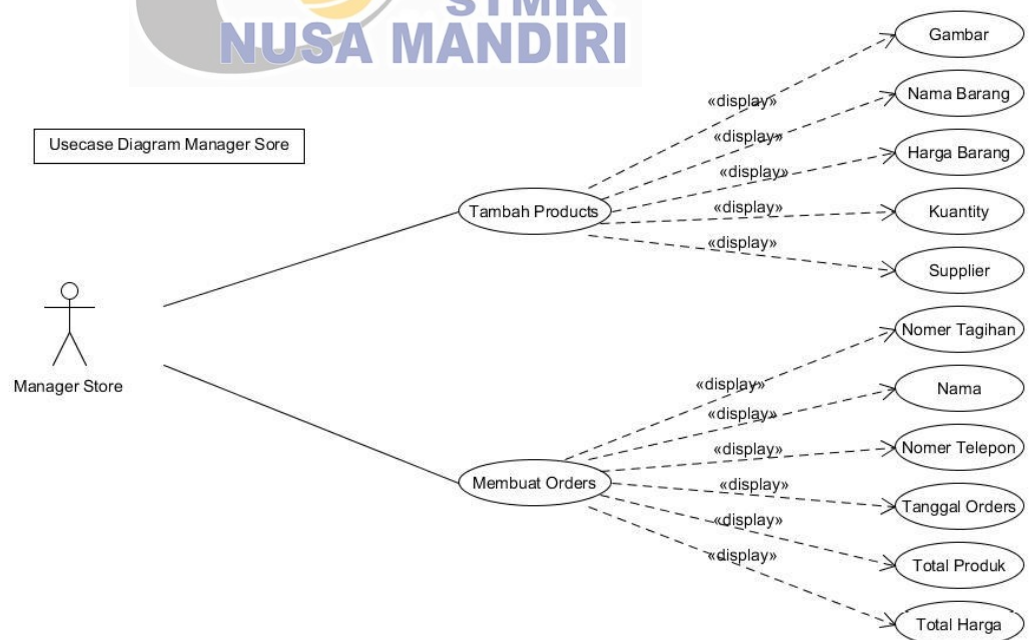 STMIK
NUSA MANDIRI
Usecase Diagram Manager Sore
Manager Store
Tambah Products
«display»
«display»
«display»
«display»
«display»
Gambar
Nama Barang
Harga Barang
Kuantity
Supplier
Membuat Orders
«display»
«display»
«display»
«display»
«display»
«display»
Nomer Tagihan
Nama
Nomer Telepon
Tanggal Orders
Total Produk
Total Harga